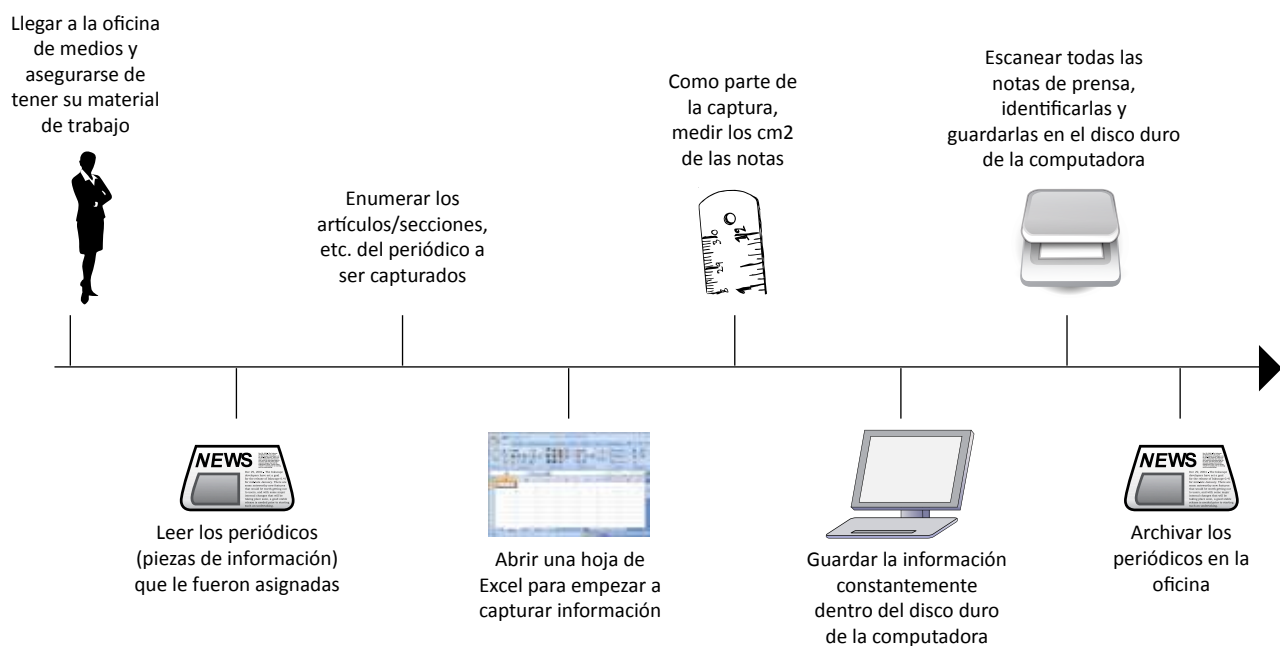 Llegar a la oficina
de medios y
asegurarse de
tener su material
de trabajo
Leer los periódicos
(piezas de información)
que le fueron asignadas
Enumerar los
artículos/secciones,
etc. del periódico a
ser capturados
Abrir una hoja de
Excel para empezar a
capturar información
Como parte de
la captura,
medir los cm2
de las notas
Guardar la información
constantemente
dentro del disco duro
de la computadora
Escanear todas las
notas de prensa,
identificarlas y
guardarlas en el disco duro
de la computadora
Archivar los
periódicos en la
oficina
NEWS
NEWS
30
29
12